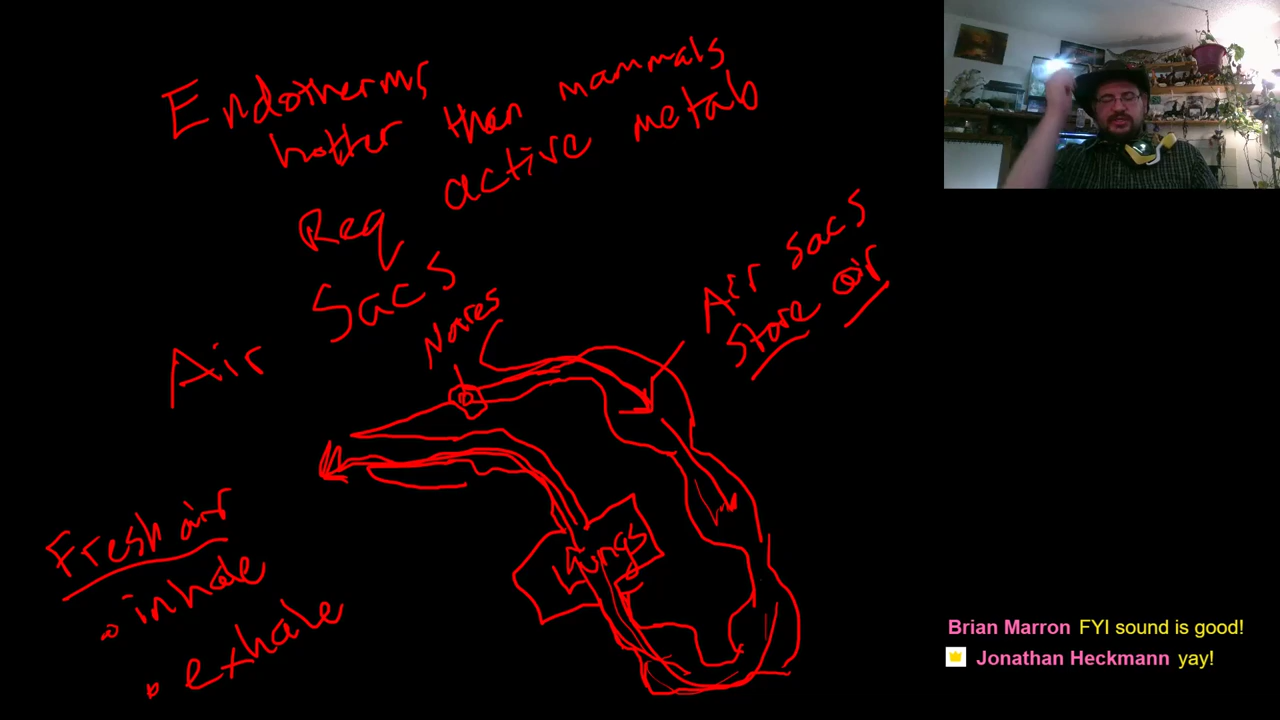 Endotherms
hotter than mammals
Req active metab
Air Sacs
Nares
Air sacs
store air
Lungs
Fresh air
• inhale
• exhale
Brian Marron FYI sound is good!
Jonathan Heckmann yay!